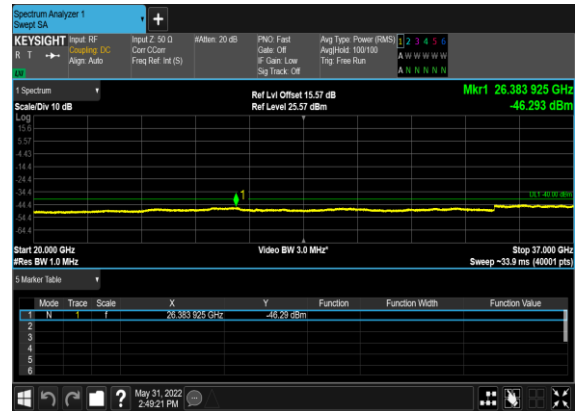 Spectrum Analyzer 1
Swept SA
KEYSIGHT Input: RF
R T Coupling: DC
Align: Auto
Input Z: 50 Ω
Corr CCorr
Freq Ref: Int (S)
#Atten: 20 dB
PNO: Fast
Gate: Off
IF Gain: Low
Sig Track: Off
Avg Type: Power (RMS)
Avg|Hold: 100/100
Trig: Free Run
1 2 3 4 5 6
A W W W W W
A N N N N N
1 Spectrum
Scale/Div 10 dB
Ref Lvl Offset 15.57 dB
Ref Level 25.57 dBm
Mkr1 26.383 925 GHz
-46.293 dBm
Log
15.6
5.57
-4.43
-14.4
-24.4
-34.4
-44.4
-54.4
-64.4
1
DL1 -40.00 dBm
Start 20.000 GHz
#Res BW 1.0 MHz
Video BW 3.0 MHz*
Stop 37.000 GHz
Sweep ~33.9 ms (40001 pts)
5 Marker Table
Mode Trace Scale X Y Function Function Width Function Value
1 N 1 f 26.383 925 GHz -46.29 dBm
2
3
4
5
6
May 31, 2022
2:49:21 PM